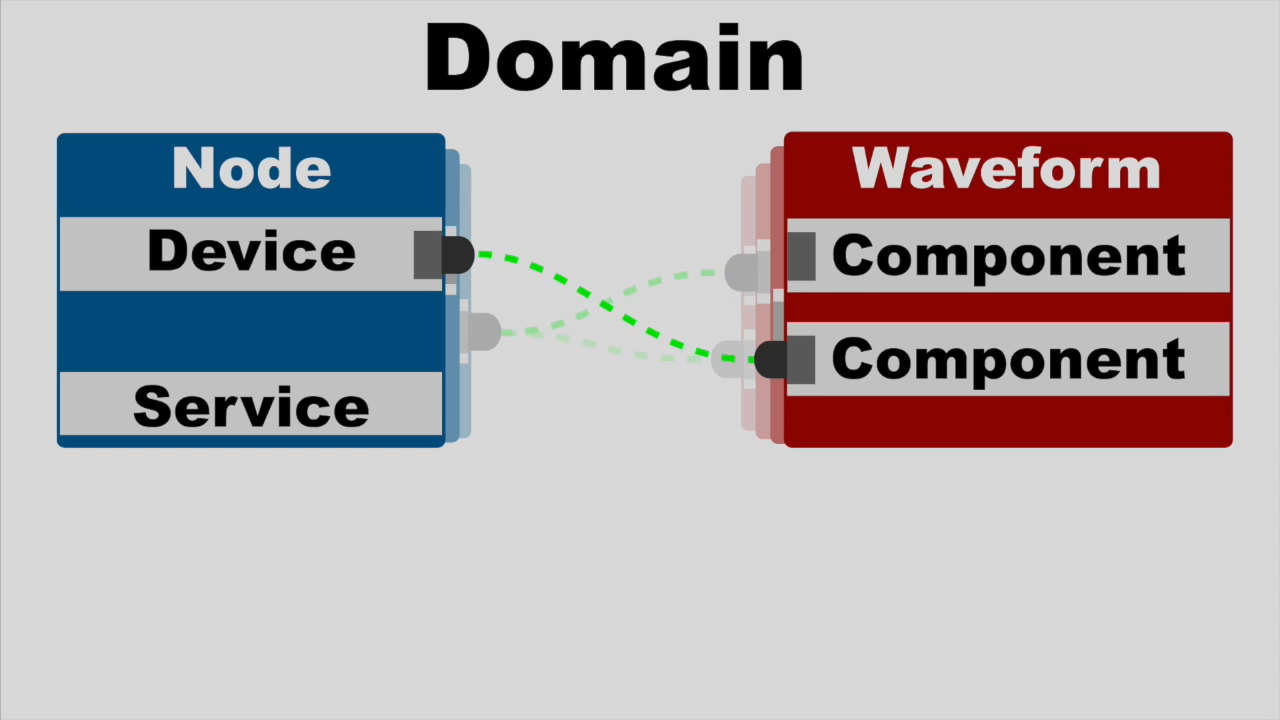 Domain
Node
Device
Service
Waveform
Component
Component